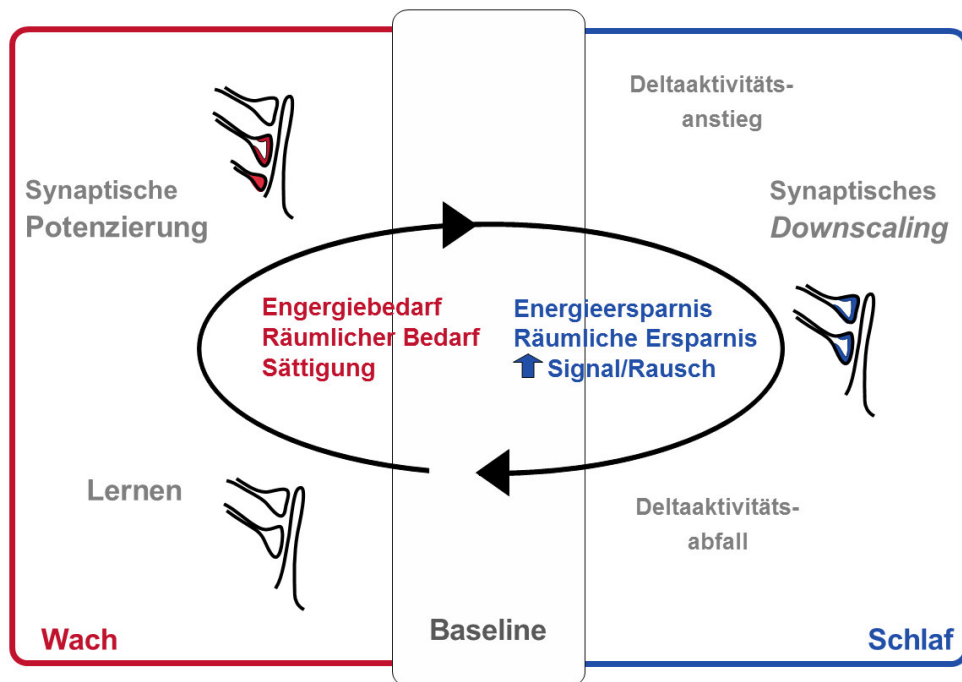 Deltaaktivitäts-
anstieg
Synaptische
Potenzierung
Synaptisches
Downscaling
Engergiebedarf
Räumlicher Bedarf
Sättigung
Energieersparnis
Räumliche Ersparnis
Signal/Rausch
Lernen
Deltaaktivitäts-
abfall
Wach
Baseline
Schlaf